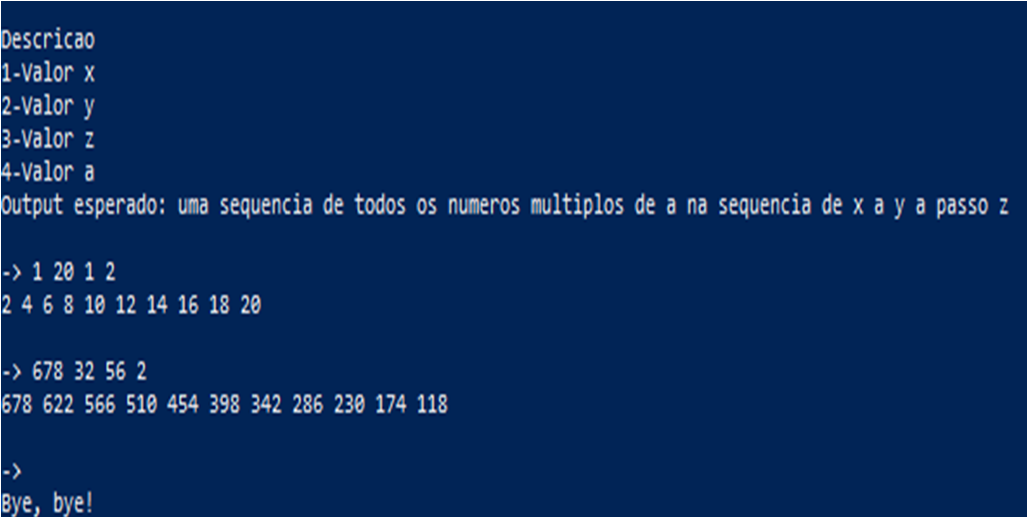 Descricao
1-Valor x
2-Valor y
3-Valor z
4-Valor a
Output esperado: uma sequencia de todos os numeros multiplos de a na sequencia de x a y a passo z
-> 1 20 1 2
2 4 6 8 10 12 14 16 18 20
-> 678 32 56 2
678 622 566 510 454 398 342 286 230 174 118
->
Bye, bye!